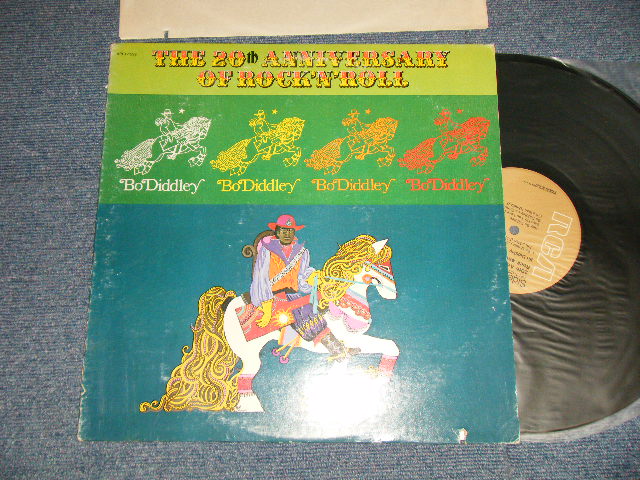 THE 20th ANNIVERSARY
OF ROCK'N'ROLL
Bo Diddley Bo Diddley Bo Diddley Bo Diddley
RCA